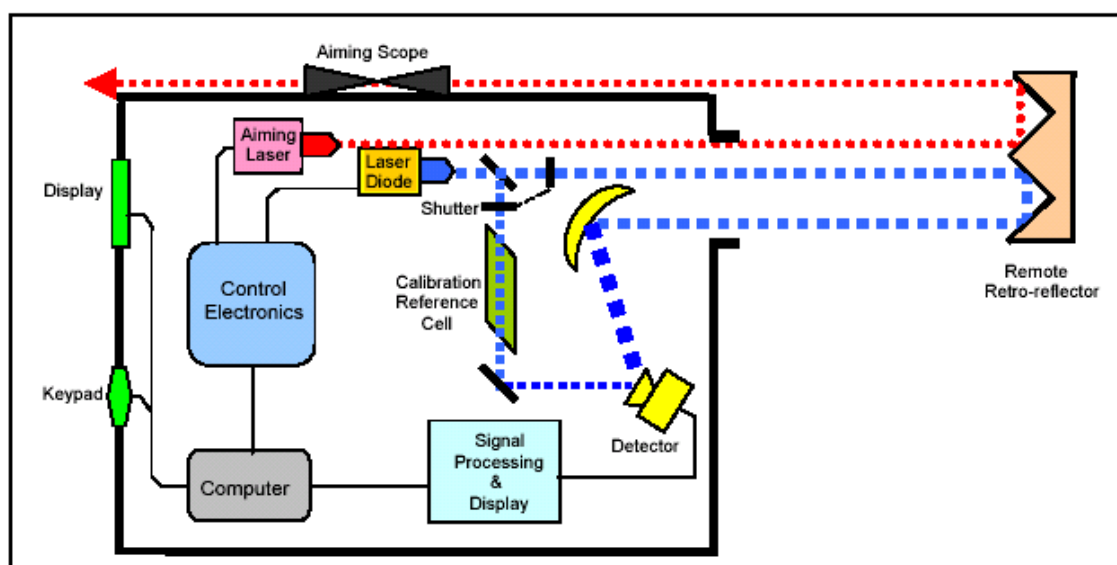 Aiming Scope
Aiming
Laser
Laser
Diode
Display
Shutter
Control
Electronics
Calibration
Reference
Cell
Remote
Retro-reflector
Keypad
Signal
Processing
&
Display
Detector
Computer